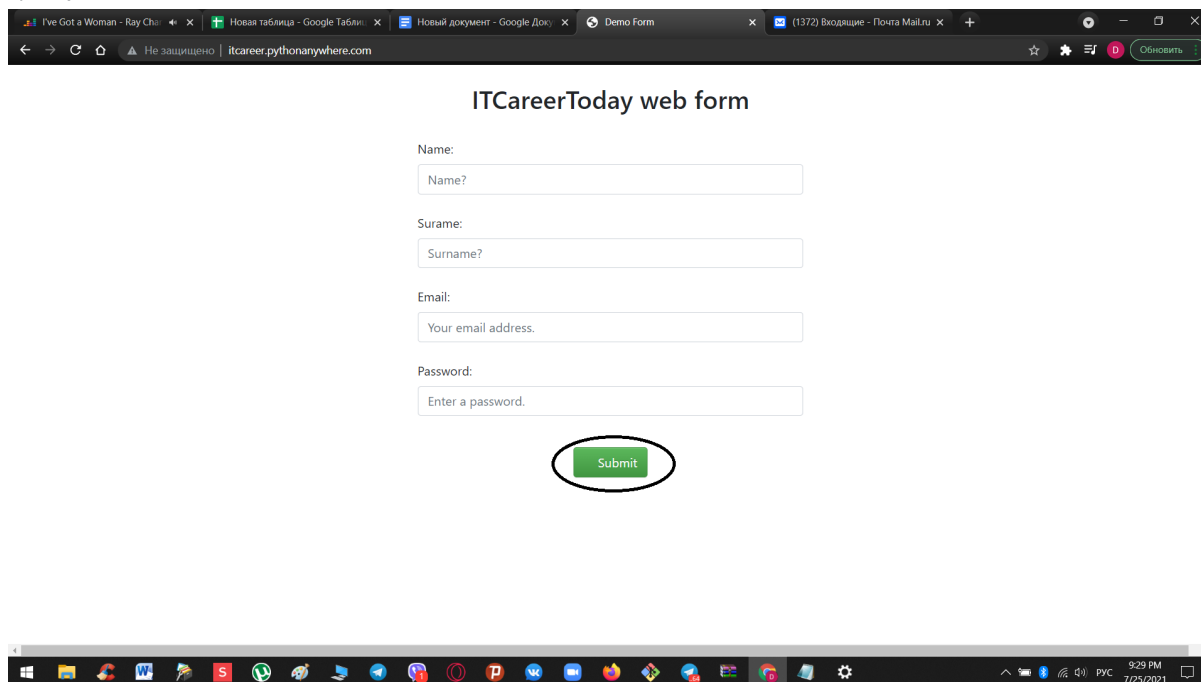 I've Got a Woman - Ray Cha
Новая таблица - Google Таблиц
Новый документ - Google Доку
Demo Form
(1372) Входящие - Почта Mail.ru
Не защищено | itcareer.pythonanywhere.com
D
Обновить
ITCareerToday web form
Name:
Name?
Surame:
Surname?
Email:
Your email address.
Password:
Enter a password.
Submit
РУС
9:29 PM
7/25/2021